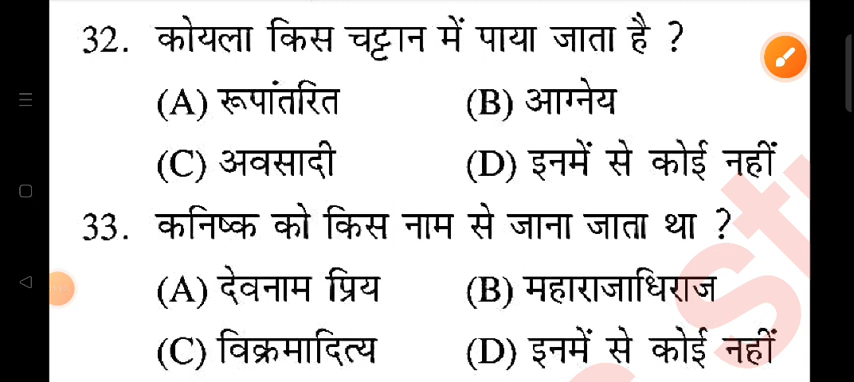 32. कोयला किस चट्टान में पाया जाता है ?
(A) रूपांतरित (B) आग्नेय
(C) अवसादी (D) इनमें से कोई नहीं
33. कनिष्क को किस नाम से जाना जाता था ?
(A) देवनाम प्रिय (B) महाराजाधिराज
(C) विक्रमादित्य (D) इनमें से कोई नहीं